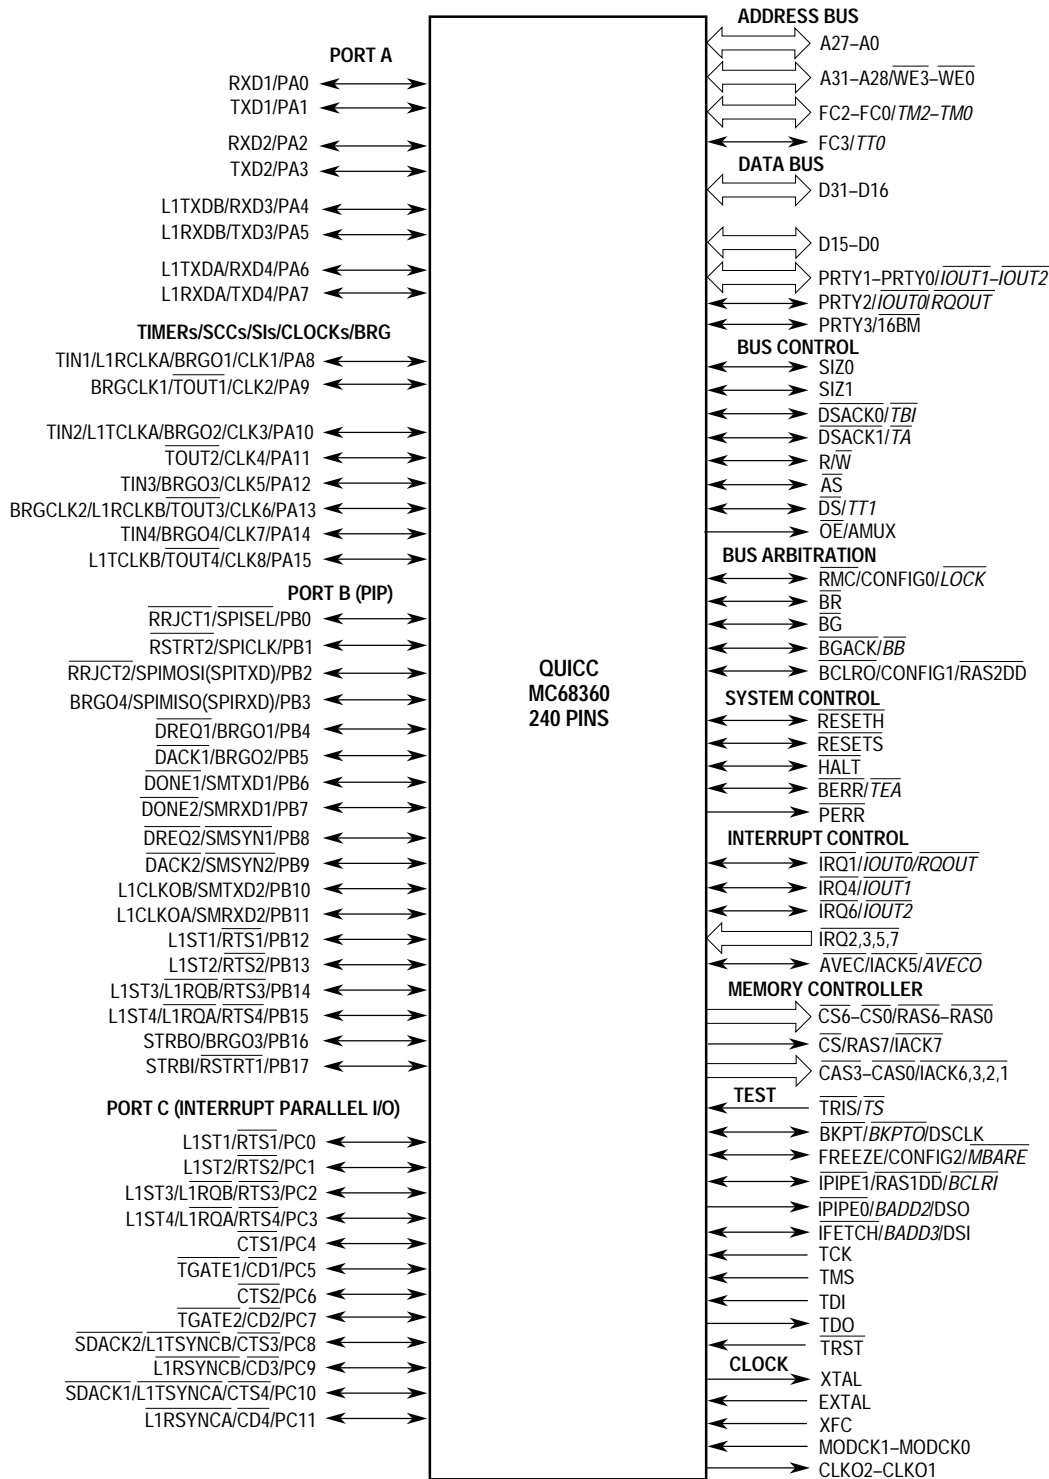 PORT A
RXD1/PA0
TXD1/PA1
RXD2/PA2
TXD2/PA3
L1TXDB/RXD3/PA4
L1RXDB/TXD3/PA5
L1TXDA/RXD4/PA6
L1RXDA/TXD4/PA7
TIMERs/SCCs/SIs/CLOCKs/BRG
TIN1/L1RCLKA/BRGO1/CLK1/PA8
BRGCLK1/TOUT1/CLK2/PA9
TIN2/L1TCLKA/BRGO2/CLK3/PA10
TOUT2/CLK4/PA11
TIN3/BRGO3/CLK5/PA12
BRGCLK2/L1RCLKB/TOUT3/CLK6/PA13
TIN4/BRGO4/CLK7/PA14
L1TCLKB/TOUT4/CLK8/PA15
PORT B (PIP)
RRJCT1/SPISEL/PB0
RSTRT2/SPICLK/PB1
RRJCT2/SPIMOSI(SPITXD)/PB2
BRGO4/SPIMISO(SPIRXD)/PB3
DREQ1/BRGO1/PB4
DACK1/BRGO2/PB5
DONE1/SMTXD1/PB6
DONE2/SMRXD1/PB7
DREQ2/SMSYN1/PB8
DACK2/SMSYN2/PB9
L1CLKOB/SMTXD2/PB10
L1CLKOA/SMRXD2/PB11
L1ST1/RTS1/PB12
L1ST2/RTS2/PB13
L1ST3/L1RQB/RTS3/PB14
L1ST4/L1RQA/RTS4/PB15
STRBO/BRGO3/PB16
STRBI/RSTRT1/PB17
PORT C (INTERRUPT PARALLEL I/O)
L1ST1/RTS1/PC0
L1ST2/RTS2/PC1
L1ST3/L1RQB/RTS3/PC2
L1ST4/L1RQA/RTS4/PC3
CTS1/PC4
TGATE1/CD1/PC5
CTS2/PC6
TGATE2/CD2/PC7
SDACK2/L1TSYNCB/CTS3/PC8
L1RSYNCB/CD3/PC9
SDACK1/L1TSYNCA/CTS4/PC10
L1RSYNCA/CD4/PC11
QUICC
MC68360
240 PINS
ADDRESS BUS
A27–A0
A31–A28/WE3–WE0
FC2–FC0/TM2–TM0
FC3/TT0
DATA BUS
D31–D16
D15–D0
PRTY1–PRTY0/IOUT1–IOUT2
PRTY2/IOUT0/RQOUT
PRTY3/16BM
BUS CONTROL
SIZ0
SIZ1
DSACK0/TBI
DSACK1/TA
R/W
AS
DS/TT1
OE/AMUX
BUS ARBITRATION
RMC/CONFIG0/LOCK
BR
BG
BGACK/BB
BCLRO/CONFIG1/RAS2DD
SYSTEM CONTROL
RESETH
RESETS
HALT
BERR/TEA
PERR
INTERRUPT CONTROL
IRQ1/IOUT0/RQOUT
IRQ4/IOUT1
IRQ6/IOUT2
IRQ2,3,5,7
AVEC/IACK5/AVECO
MEMORY CONTROLLER
CS6–CS0/RAS6–RAS0
CS/RAS7/IACK7
CAS3–CAS0/IACK6,3,2,1
TEST
TRIS/TS
BKPT/BKPTO/DSCLK
FREEZE/CONFIG2/MBARE
IPIPE1/RAS1DD/BCLRI
IPIPE0/BADD2/DSO
IFETCH/BADD3/DSI
TCK
TMS
TDI
TDO
TRST
CLOCK
XTAL
EXTAL
XFC
MODCK1–MODCK0
CLKO2–CLKO1